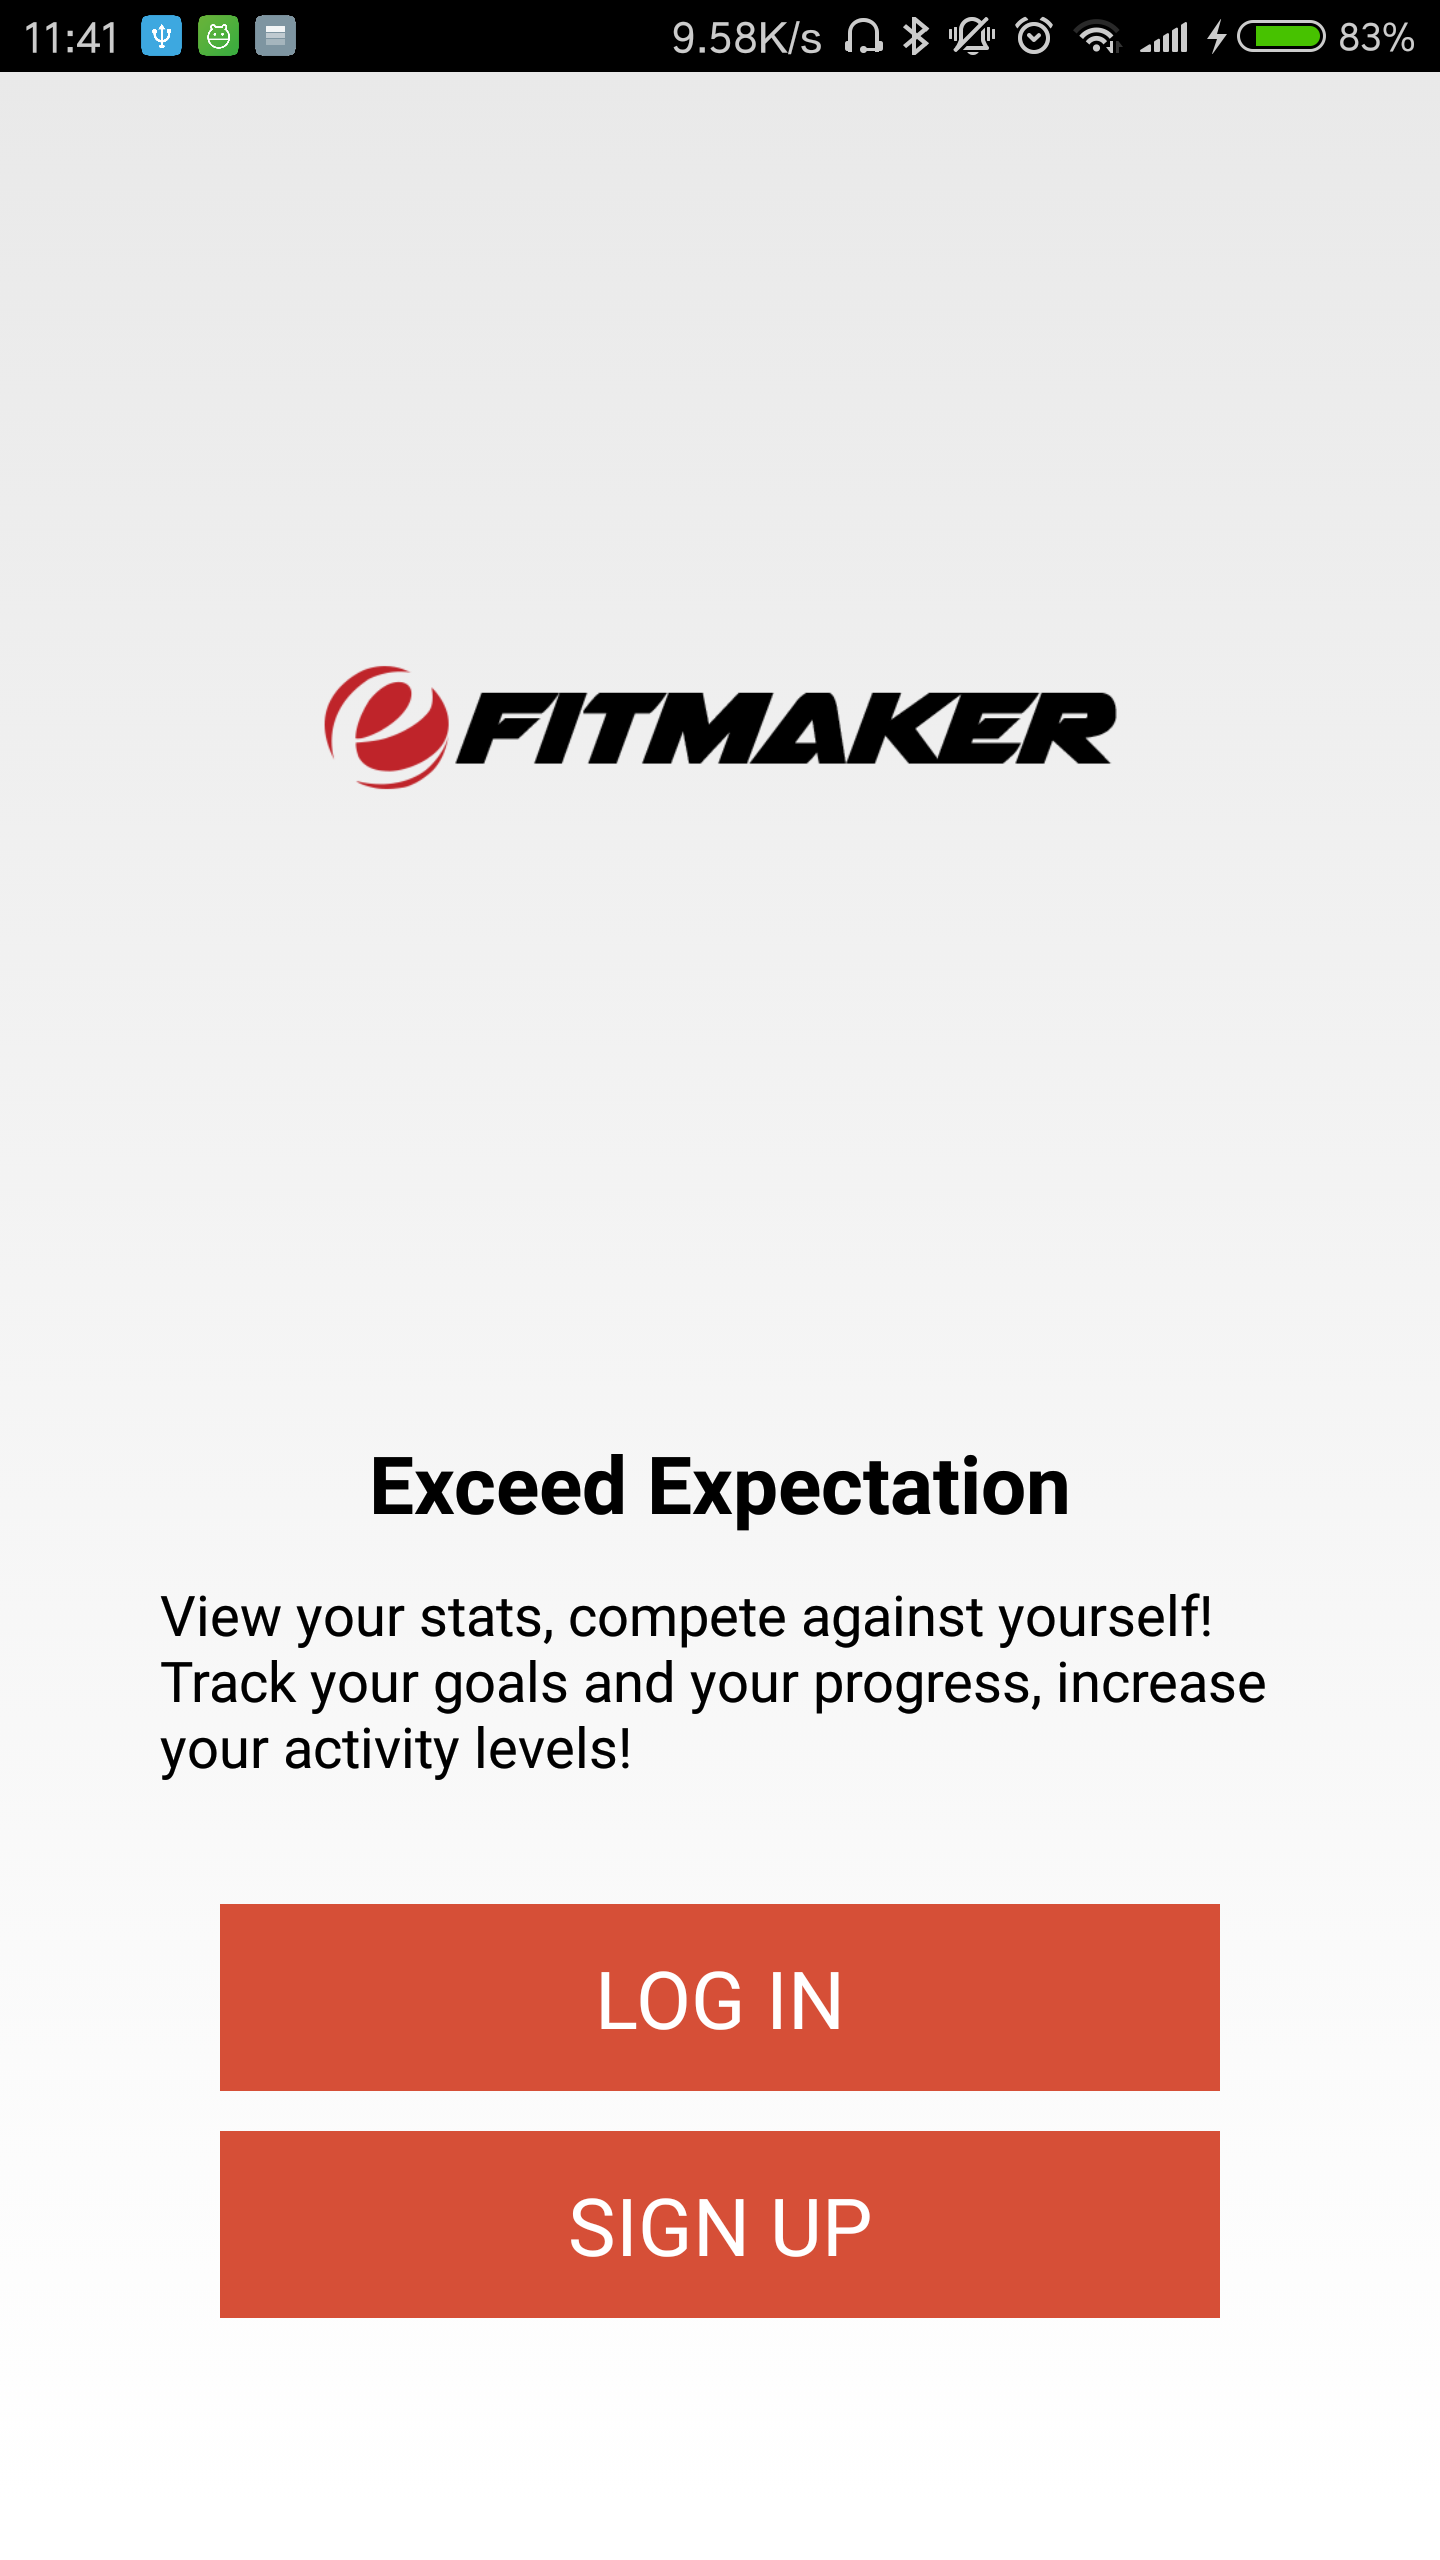 11:41 9.58K/s 83%
FITMAKER
Exceed Expectation
View your stats, compete against yourself!
Track your goals and your progress, increase
your activity levels!
LOG IN
SIGN UP